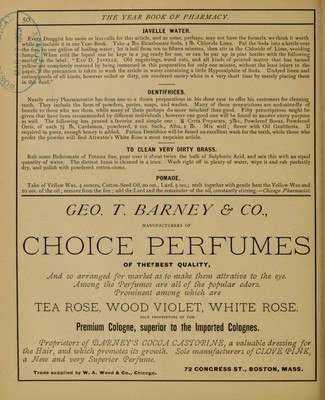 50
THE YEAR BOOK OF PHARMACY.
JAVELLE WATER.
Every Druggist has more or less calls for this article, and as some, perhaps, may not have the formula, we think it worth
while to include it in our Year-Book. Take 4 lbs. Bicarbonate Soda, 1 lb. Chloride Lime. Put the Soda into a kettle over
the fire in one gallon of boiling water; let it boil from ten to fifteen minutes, then stir in the Chloride of Lime, avoiding
lumps. When cold the liquid can be kept in a jug ready for use, or can be put up in pint bottles with the following
matter in the label: "Eau De Javelle. Old engravings, wood cuts, and all kinds of printed matter that has turned
yellow are completely restored by being immersed in this preparation for only one minute, without the least injury to the
paper, if the precaution is taken to wash the article in water containing a little Hyposulphite of Soda. Undyed linen and
cotton goods of all kinds, however soiled or dirty, are rendered snowy white in a very short time by merely placing them
in this fluid."
DENTIFRICES.
Nearly every Pharmaceutist has from one to a dozen preparations in his show case to offer his customers for cleansing
teeth. They include the form of powders, pastes, soaps, and washes. Many of these preparations are undoubtedly of
benefit to those who use them, while many of these perhaps do more mischief than good. Fifty prescriptions might be
given that have been recommended by different individuals; however one good one will be found to answer every purpose
as well. The following has proved a favorite and simple one: ℞ Creta Preparata, 3 lbs., Powdered Borax, Powdered
Orris, of each ½ lb., Cardamom, powdered, 2 ozs. Sach., Alba, 1 lb. Mix well; flavor with Oil Gaultheria. If
required in paste, enough honey is added. Farina Dentifrice will be found an excellent wash for the teeth, while those who
prefer the powder will find Attwater's White Rose a most exquisite article.
TO CLEAN VERY DIRTY BRASS.
Rub some Bichromate of Potassa fine, pour over it about twice the bulk of Sulphuric Acid, and mix this with an equal
quantity of water. The dirtiest brass is cleaned in a trice. Wash right off in plenty of water, wipe it and rub perfectly
dry, and polish with powdered rotten-stone.
POMADE.
Take of Yellow Wax, 4 ounces, Cotton-Seed Oil, 20 ozs., Lard, 5 ozs.; melt together with gentle heat the Yellow Wax and
10 ozs. of the oil; remove from the fire; add the Lard and the remainder of the oil, constantly stirring.—Chicago Pharmacist.
GEO. T. BARNEY & CO.,
MANUFACTURERS OF
CHOICE PERFUMES
OF THE BEST QUALITY,
And so arranged for market as to make them attrative to the eye.
Among the Perfumes are all of the popular odors.
Prominent among which are
TEA ROSE, WOOD VIOLET, WHITE ROSE.
SOLE PROPRIETORS OF THE
Premium Cologne, superior to the Imported Colognes.
Proprietors of BARNEY'S COCOA CASTORINE, a valuable dressing for
the Hair, and which promotes its growth. Sole manufacturers of CLOVE PINK,
a New and very Superior Perfume.
72 CONGRESS ST., BOSTON, MASS.
Trade supplied by W. A. Wood & Co., Chicago.